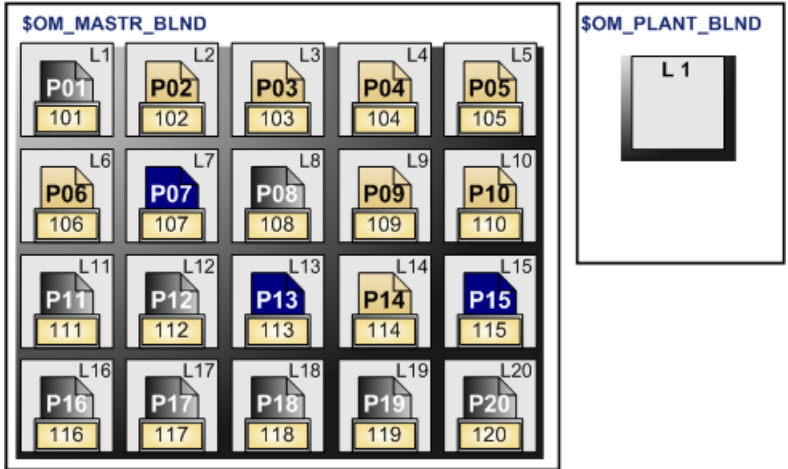 $OM_MASTR_BLND
$OM_PLANT_BLND
L1 L2 L3 L4 L5
P01 P02 P03 P04 P05
101 102 103 104 105
L6 L7 L8 L9 L10
P06 P07 P08 P09 P10
106 107 108 109 110
L11 L12 L13 L14 L15
P11 P12 P13 P14 P15
111 112 113 114 115
L16 L17 L18 L19 L20
P16 P17 P18 P19 P20
116 117 118 119 120
L 1